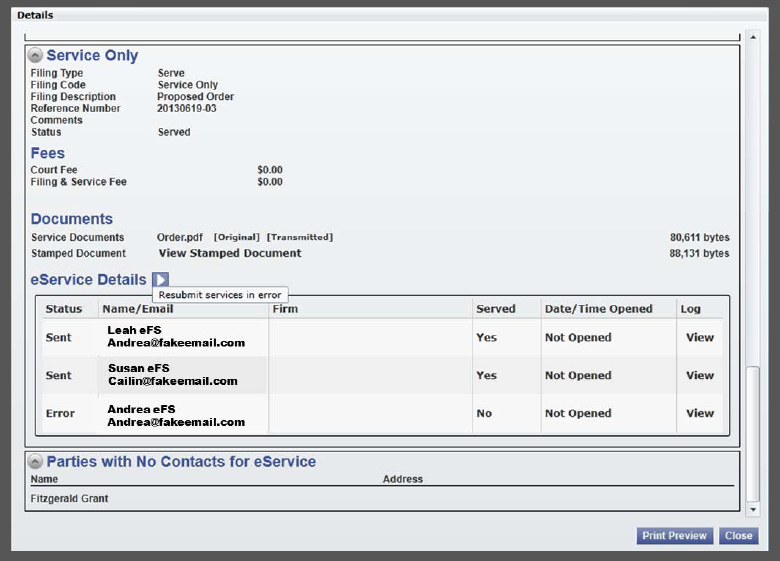 Details
Service Only
Filing Type Serve
Filing Code Service Only
Filing Description Proposed Order
Reference Number 20130619-03
Comments
Status Served
Fees
Court Fee $0.00
Filing & Service Fee $0.00
Documents
Service Documents Order.pdf [Original] [Transmitted] 80,611 bytes
Stamped Document View Stamped Document 88,131 bytes
eService Details
Resubmit services in error
Status Name/Email Firm Served Date/Time Opened Log
Leah eFS
Sent Andrea@fakeemail.com Yes Not Opened View
Susan eFS
Sent Cailin@fakeemail.com Yes Not Opened View
Andrea eFS
Error Andrea@fakeemail.com No Not Opened View
Parties with No Contacts for eService
Name Address
Fitzgerald Grant
Print Preview Close